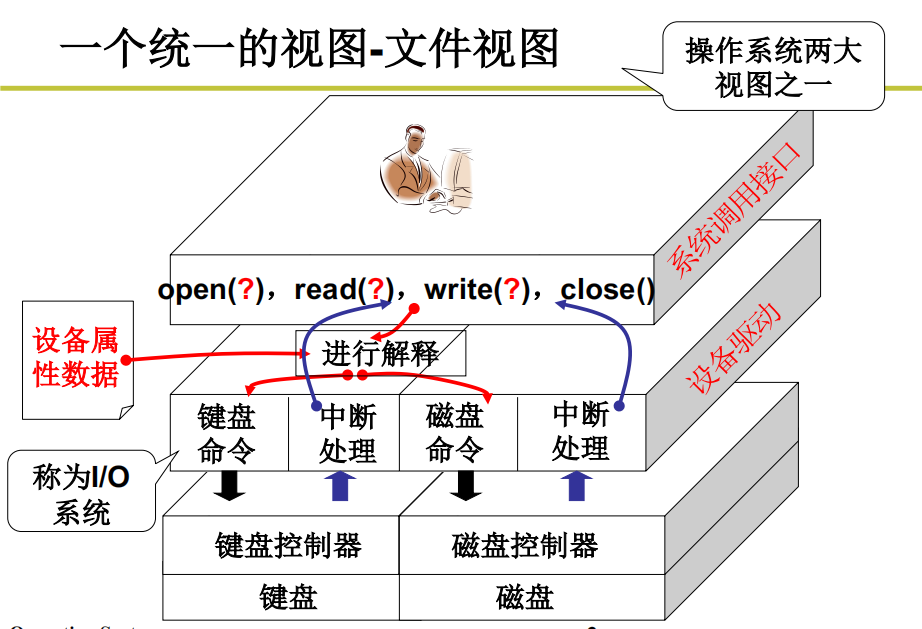 一个统一的视图-文件视图
操作系统两大
视图之一
系统调用接口
open(?)，read(?)，write(?)，close()
设备驱动
设备属
性数据
进行解释
键盘
命令
中断
处理
磁盘
命令
中断
处理
称为I/O
系统
键盘控制器
磁盘控制器
键盘
磁盘